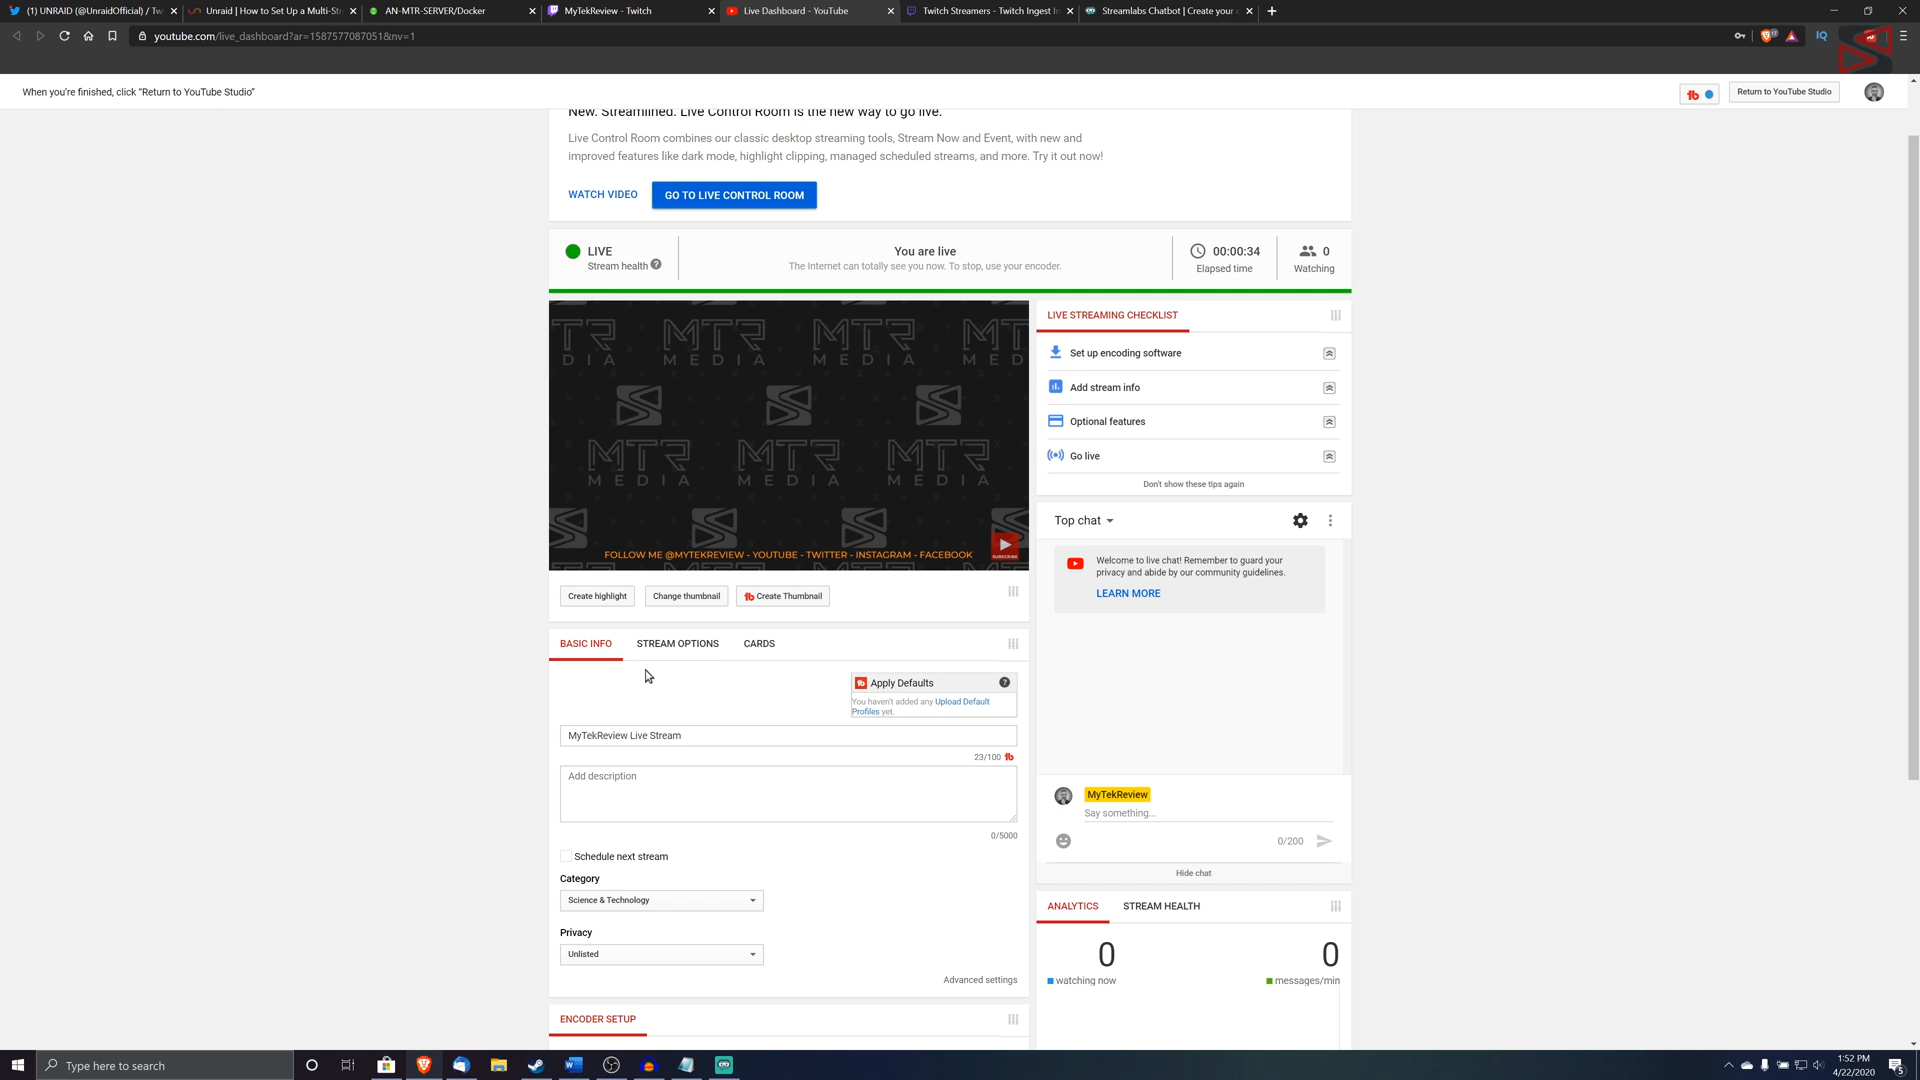 (1) UNRAID (@UnraidOfficial) / Tw
Unraid | How to Set Up a Multi-Str
AN-MTR-SERVER/Docker
MyTekReview - Twitch
Live Dashboard - YouTube
Twitch Streamers - Twitch Ingest In
Streamlabs Chatbot | Create your c
youtube.com/live_dashboard?ar=1587577087051&nv=1
IQ
When you're finished, click "Return to YouTube Studio"
Return to YouTube Studio
New. Streamlined. Live Control Room is the new way to go live.
Live Control Room combines our classic desktop streaming tools, Stream Now and Event, with new and
improved features like dark mode, highlight clipping, managed scheduled streams, and more. Try it out now!
WATCH VIDEO
GO TO LIVE CONTROL ROOM
LIVE
Stream health
You are live
The Internet can totally see you now. To stop, use your encoder.
00:00:34
Elapsed time
0
Watching
MTR MEDIA
FOLLOW ME @MYTEKREVIEW - YOUTUBE - TWITTER - INSTAGRAM - FACEBOOK
SUBSCRIBE
Create highlight
Change thumbnail
Create Thumbnail
BASIC INFO
STREAM OPTIONS
CARDS
Apply Defaults
You haven't added any Upload Default
Profiles yet.
MyTekReview Live Stream
23/100
Add description
0/5000
Schedule next stream
Category
Science & Technology
Privacy
Unlisted
Advanced settings
ENCODER SETUP
LIVE STREAMING CHECKLIST
Set up encoding software
Add stream info
Optional features
Go live
Don't show these tips again
Top chat
Welcome to live chat! Remember to guard your
privacy and abide by our community guidelines.
LEARN MORE
MyTekReview
Say something...
0/200
Hide chat
ANALYTICS
STREAM HEALTH
0
watching now
0
messages/min
Type here to search
1:52 PM
4/22/2020
5